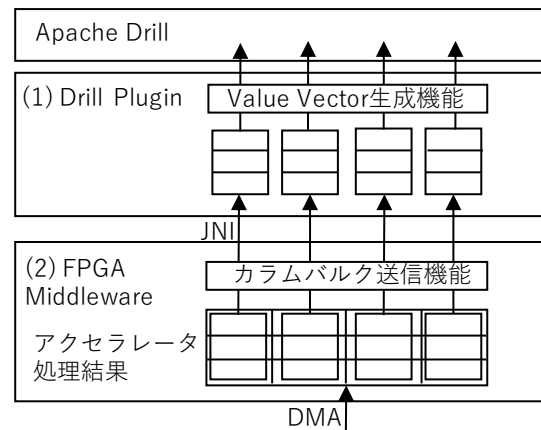 Apache Drill
(1) Drill Plugin
Value Vector生成機能
JNI
(2) FPGA
Middleware
カラムバルク送信機能
アクセラレータ
処理結果
DMA